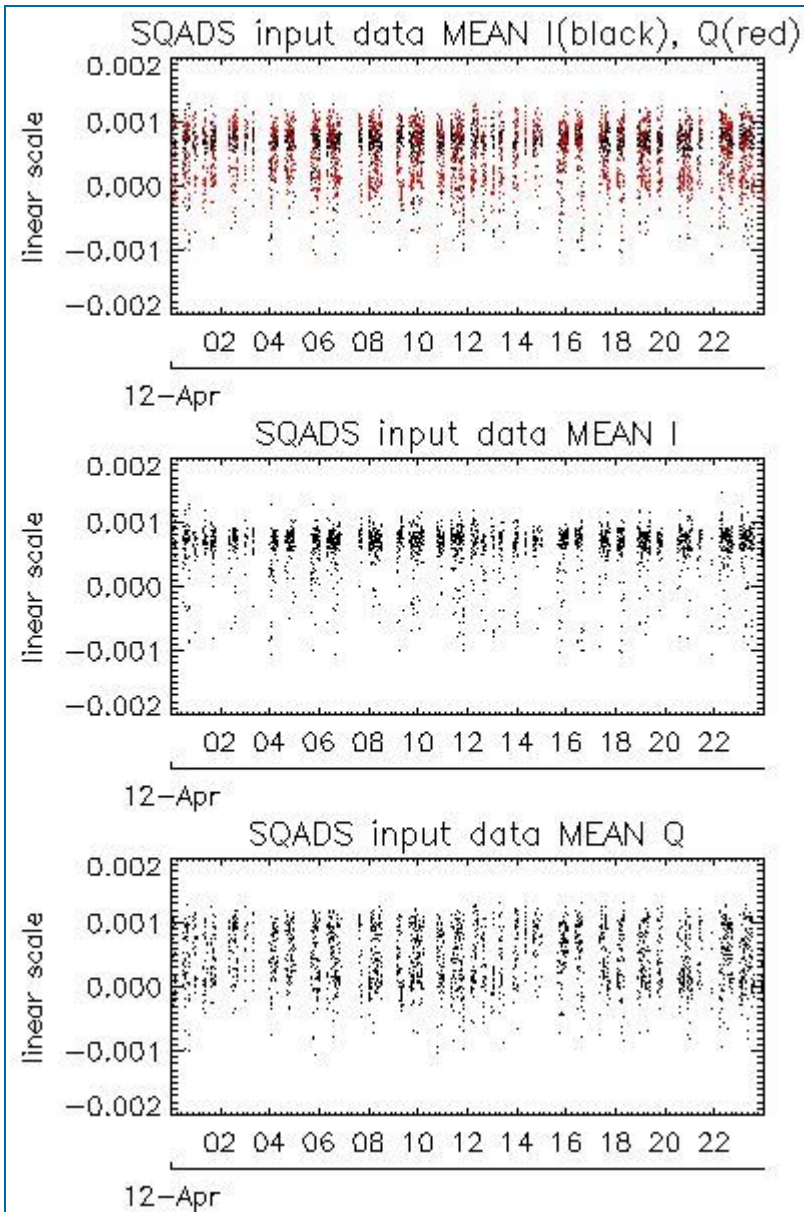 SQADS input data MEAN I(black), Q(red)
linear scale
0.002
0.001
0.000
-0.001
-0.002
02 04 06 08 10 12 14 16 18 20 22
12-Apr
SQADS input data MEAN I
linear scale
0.002
0.001
0.000
-0.001
-0.002
02 04 06 08 10 12 14 16 18 20 22
12-Apr
SQADS input data MEAN Q
linear scale
0.002
0.001
0.000
-0.001
-0.002
02 04 06 08 10 12 14 16 18 20 22
12-Apr